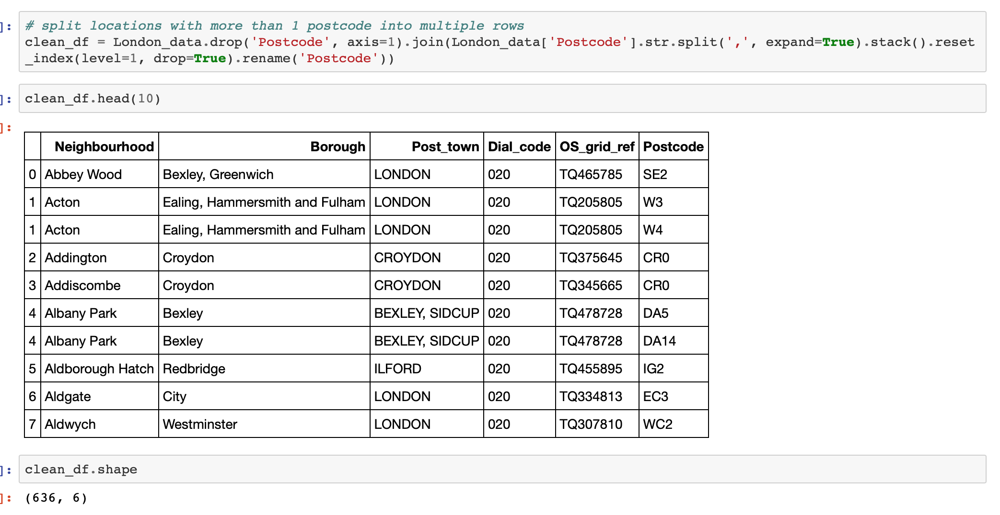 ]: # split locations with more than 1 postcode into multiple rows
clean_df = London_data.drop('Postcode', axis=1).join(London_data['Postcode'].str.split(',', expand=True).stack().reset
_index(level=1, drop=True).rename('Postcode'))
]: clean_df.head(10)
]:
Neighbourhood Borough Post_town Dial_code OS_grid_ref Postcode
0 Abbey Wood Bexley, Greenwich LONDON 020 TQ465785 SE2
1 Acton Ealing, Hammersmith and Fulham LONDON 020 TQ205805 W3
1 Acton Ealing, Hammersmith and Fulham LONDON 020 TQ205805 W4
2 Addington Croydon CROYDON 020 TQ375645 CR0
3 Addiscombe Croydon CROYDON 020 TQ345665 CR0
4 Albany Park Bexley BEXLEY, SIDCUP 020 TQ478728 DA5
4 Albany Park Bexley BEXLEY, SIDCUP 020 TQ478728 DA14
5 Aldborough Hatch Redbridge ILFORD 020 TQ455895 IG2
6 Aldgate City LONDON 020 TQ334813 EC3
7 Aldwych Westminster LONDON 020 TQ307810 WC2
]: clean_df.shape
]: (636, 6)